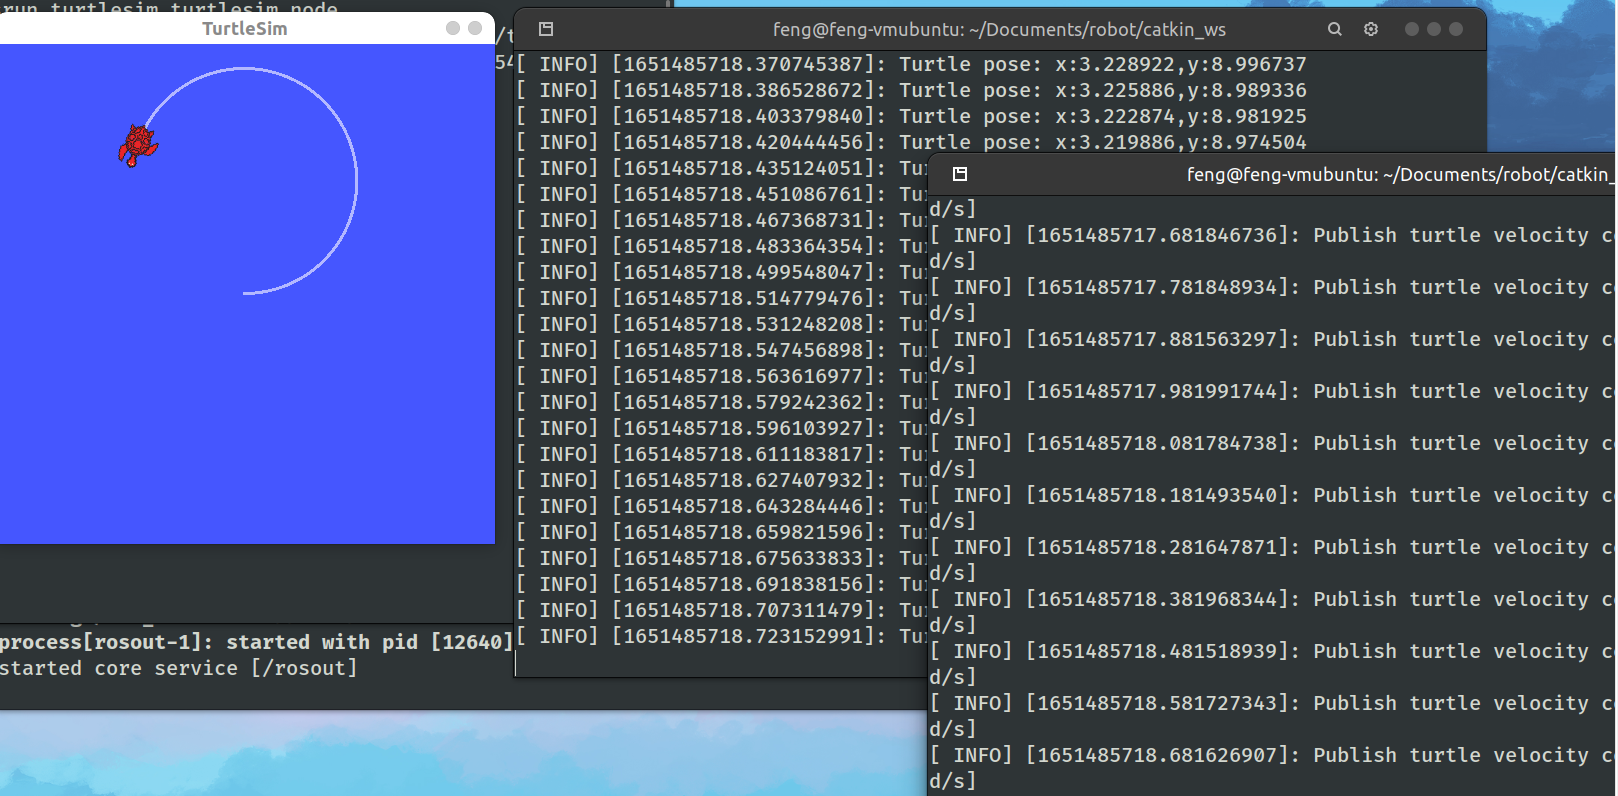 run turtlesim turtlesim_node
TurtleSim
process[rosout-1]: started with pid [12640]
started core service [/rosout]
feng@feng-vmubuntu: ~/Documents/robot/catkin_ws
[ INFO] [1651485718.370745387]: Turtle pose: x:3.228922,y:8.996737
[ INFO] [1651485718.386528672]: Turtle pose: x:3.225886,y:8.989336
[ INFO] [1651485718.403379840]: Turtle pose: x:3.222874,y:8.981925
[ INFO] [1651485718.420444456]: Turtle pose: x:3.219886,y:8.974504
[ INFO] [1651485718.435124051]: Tu
[ INFO] [1651485718.451086761]: Tu
[ INFO] [1651485718.467368731]: Tu
[ INFO] [1651485718.483364354]: Tu
[ INFO] [1651485718.499548047]: Tu
[ INFO] [1651485718.514779476]: Tu
[ INFO] [1651485718.531248208]: Tu
[ INFO] [1651485718.547456898]: Tu
[ INFO] [1651485718.563616977]: Tu
[ INFO] [1651485718.579242362]: Tu
[ INFO] [1651485718.596103927]: Tu
[ INFO] [1651485718.611183817]: Tu
[ INFO] [1651485718.627407932]: Tu
[ INFO] [1651485718.643284446]: Tu
[ INFO] [1651485718.659821596]: Tu
[ INFO] [1651485718.675633833]: Tu
[ INFO] [1651485718.691838156]: Tu
[ INFO] [1651485718.707311479]: Tu
[ INFO] [1651485718.723152991]: Tu
feng@feng-vmubuntu: ~/Documents/robot/catkin_
d/s]
[ INFO] [1651485717.681846736]: Publish turtle velocity c
d/s]
[ INFO] [1651485717.781848934]: Publish turtle velocity c
d/s]
[ INFO] [1651485717.881563297]: Publish turtle velocity c
d/s]
[ INFO] [1651485717.981991744]: Publish turtle velocity c
d/s]
[ INFO] [1651485718.081784738]: Publish turtle velocity c
d/s]
[ INFO] [1651485718.181493540]: Publish turtle velocity c
d/s]
[ INFO] [1651485718.281647871]: Publish turtle velocity c
d/s]
[ INFO] [1651485718.381968344]: Publish turtle velocity c
d/s]
[ INFO] [1651485718.481518939]: Publish turtle velocity c
d/s]
[ INFO] [1651485718.581727343]: Publish turtle velocity c
d/s]
[ INFO] [1651485718.681626907]: Publish turtle velocity c
d/s]